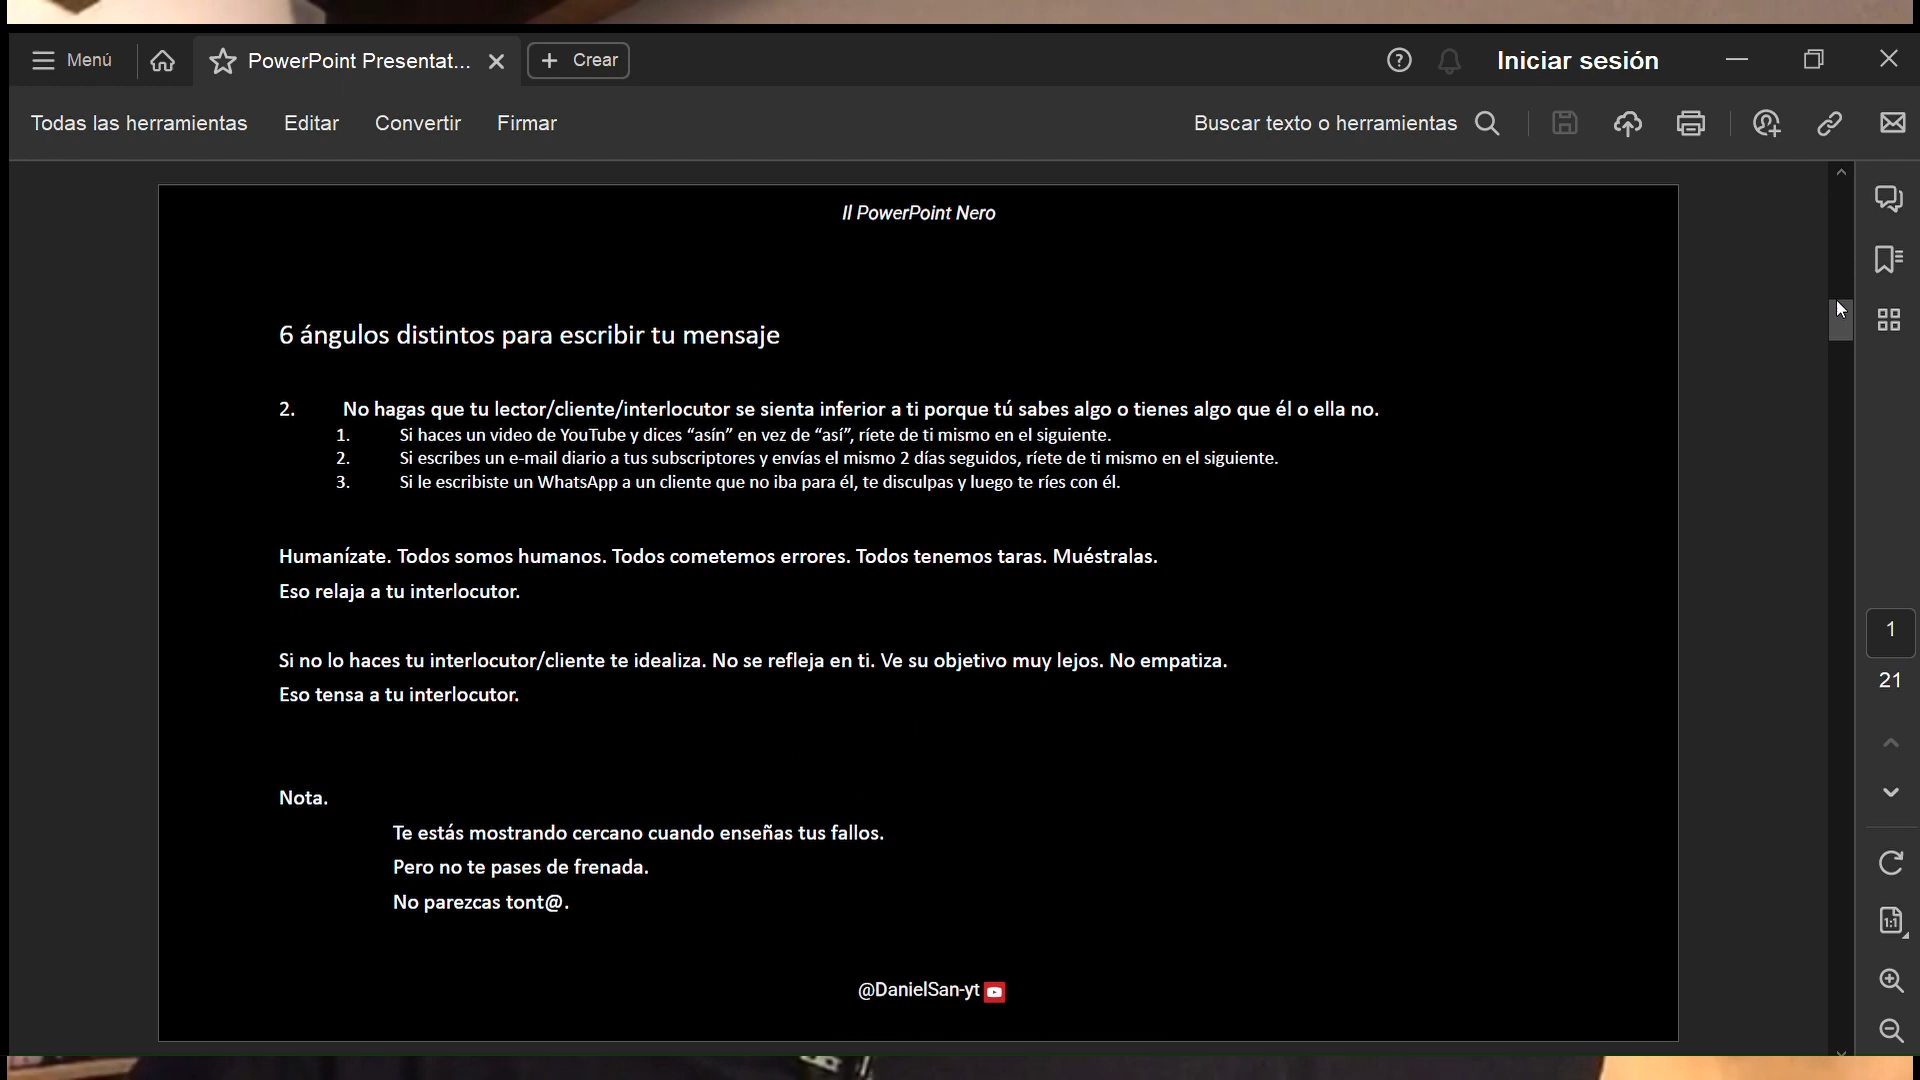 Menú
PowerPoint Presentat...
Crear
Iniciar sesión
Todas las herramientas
Editar
Convertir
Firmar
Buscar texto o herramientas
Il PowerPoint Nero
6 ángulos distintos para escribir tu mensaje
2. No hagas que tu lector/cliente/interlocutor se sienta inferior a ti porque tú sabes algo o tienes algo que él o ella no.
1. Si haces un video de YouTube y dices “asín” en vez de “así”, ríete de ti mismo en el siguiente.
2. Si escribes un e-mail diario a tus subscriptores y envías el mismo 2 días seguidos, ríete de ti mismo en el siguiente.
3. Si le escribiste un WhatsApp a un cliente que no iba para él, te disculpas y luego te ríes con él.
Humanízate. Todos somos humanos. Todos cometemos errores. Todos tenemos taras. Muéstralas.
Eso relaja a tu interlocutor.
Si no lo haces tu interlocutor/cliente te idealiza. No se refleja en ti. Ve su objetivo muy lejos. No empatiza.
Eso tensa a tu interlocutor.
Nota.
Te estás mostrando cercano cuando enseñas tus fallos.
Pero no te pases de frenada.
No parezcas tont@.
@DanielSan-yt
1
21
1:1